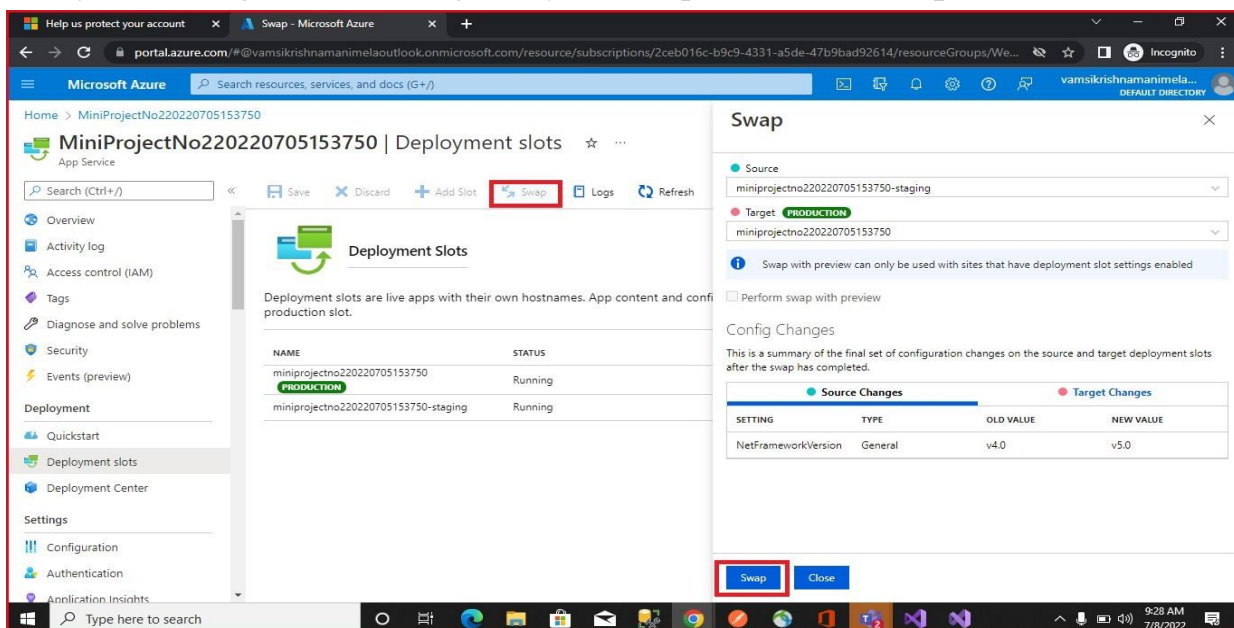 Help us protect your account
Swap - Microsoft Azure
portal.azure.com/#@vamsikrishnamanimelaoutlook.onmicrosoft.com/resource/subscriptions/2ceb016c-b9c9-4331-a5de-47b9bad92614/resourceGroups/We...
Incognito
Microsoft Azure
Search resources, services, and docs (G+/)
vamsikrishnamanimela...
DEFAULT DIRECTORY
Home > MiniProjectNo220220705153750
MiniProjectNo220220705153750 | Deployment slots
App Service
Search (Ctrl+/)
Overview
Activity log
Access control (IAM)
Tags
Diagnose and solve problems
Security
Events (preview)
Deployment
Quickstart
Deployment slots
Deployment Center
Settings
Configuration
Authentication
Application Insights
Save Discard Add Slot Swap Logs Refresh
Deployment Slots
Deployment slots are live apps with their own hostnames. App content and confi
production slot.
NAME STATUS
miniprojectno220220705153750 Running
PRODUCTION
miniprojectno220220705153750-staging Running
Swap
Source
miniprojectno220220705153750-staging
Target PRODUCTION
miniprojectno220220705153750
Swap with preview can only be used with sites that have deployment slot settings enabled
Perform swap with preview
Config Changes
This is a summary of the final set of configuration changes on the source and target deployment slots
after the swap has completed.
Source Changes Target Changes
SETTING TYPE OLD VALUE NEW VALUE
NetFrameworkVersion General v4.0 v5.0
Swap Close
Type here to search
9:28 AM
7/8/2022